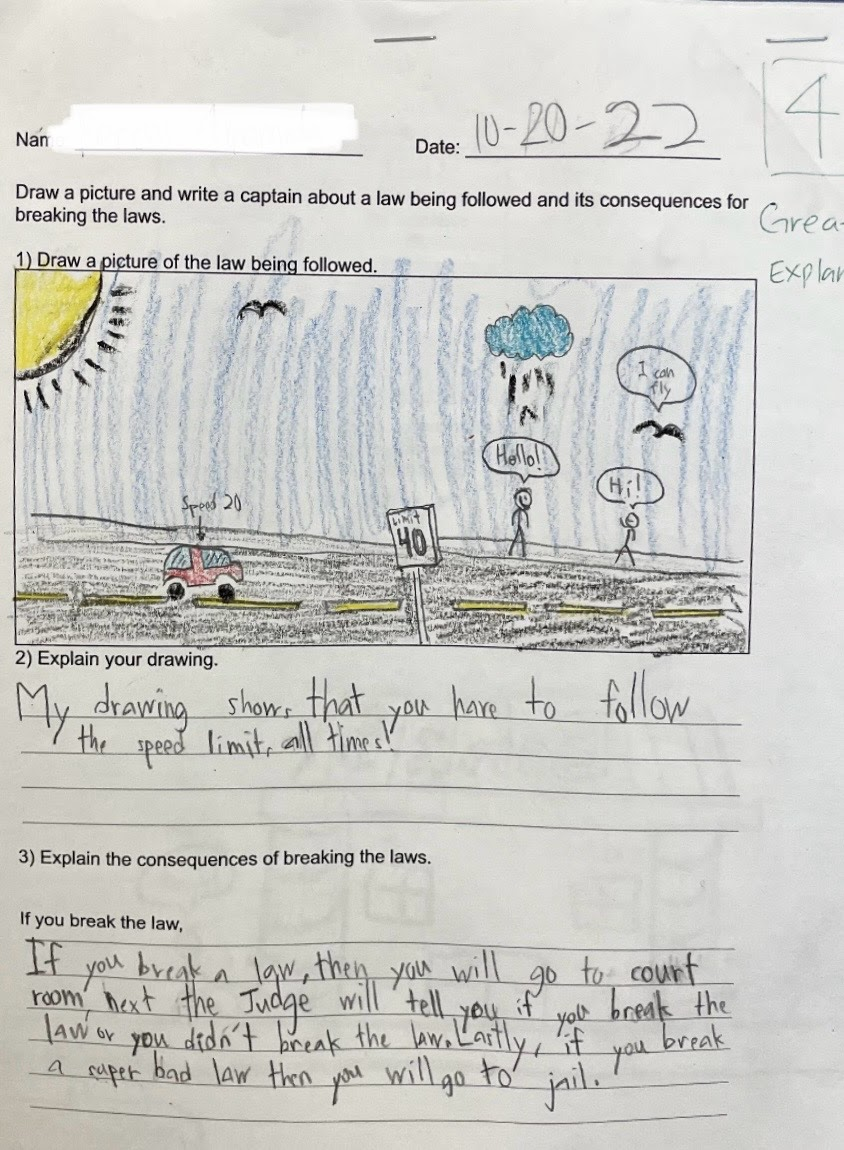 Nam
Date: 10-20-22
4
Draw a picture and write a captain about a law being followed and its consequences for
breaking the laws.
Grea
Explan
1) Draw a picture of the law being followed.
I can
fly
Hello!
Hi!
Speed 20
Limit
40
2) Explain your drawing.
My drawing shows that you have to follow
the speed limit, all times!
3) Explain the consequences of breaking the laws.
If you break the law,
If you break a law, then you will go to court
room, next the Judge will tell you if you break the
law or you didn't break the law. Lastly, if you break
a super bad law then you will go to jail.